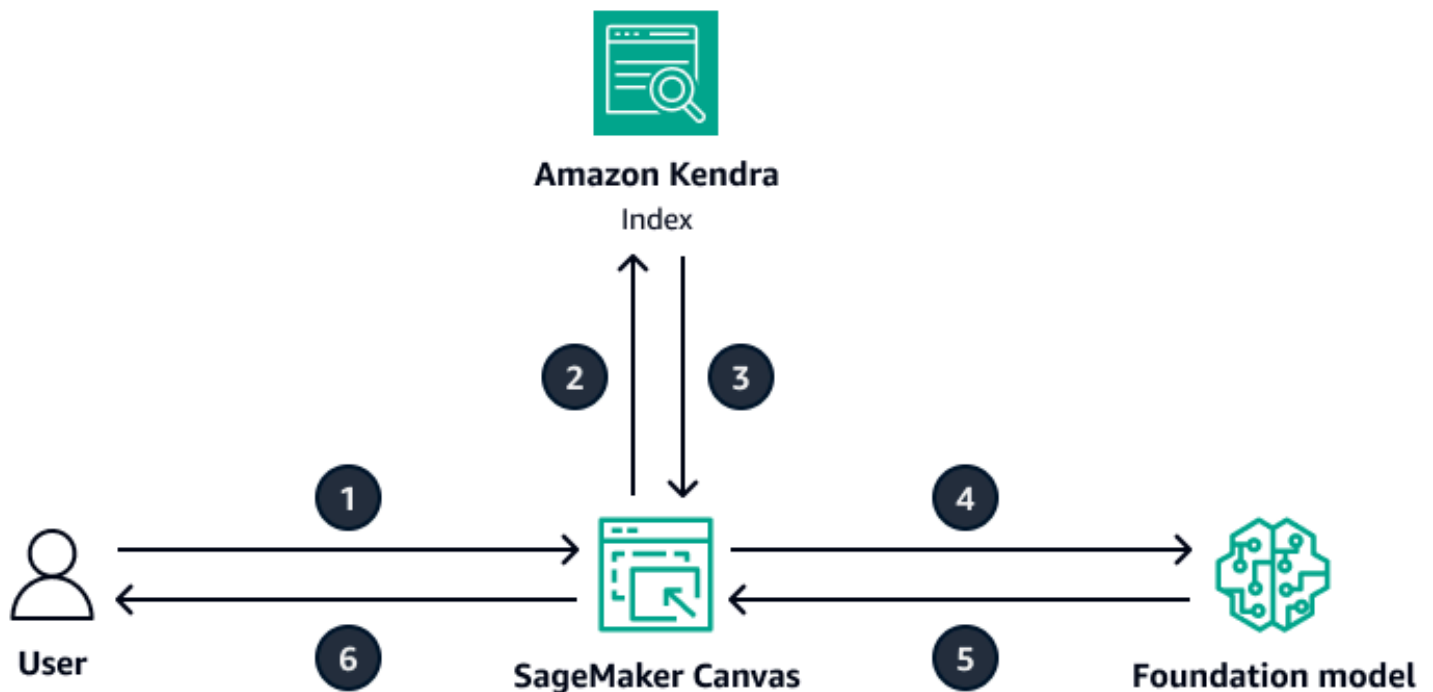 Amazon Kendra
Index
2
3
1
4
User
6
SageMaker Canvas
5
Foundation model